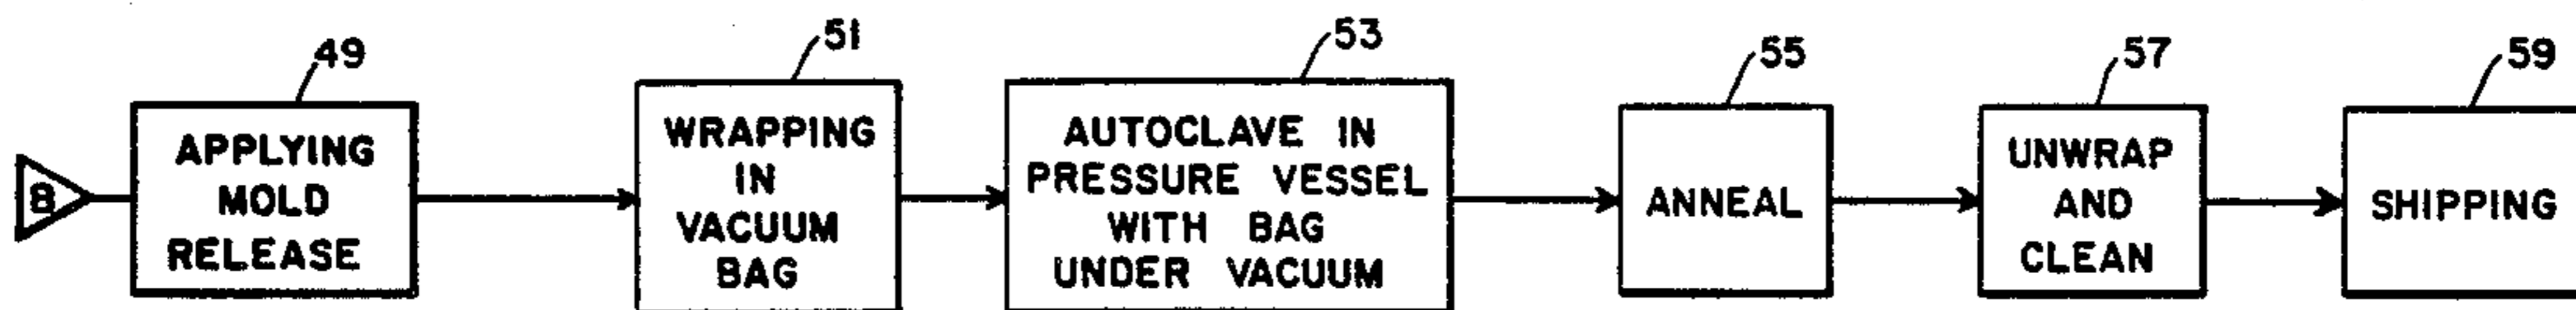 49
51
53
55
57
59
B
APPLYING
MOLD
RELEASE
WRAPPING
IN
VACUUM
BAG
AUTOCLAVE IN
PRESSURE VESSEL
WITH BAG
UNDER VACUUM
ANNEAL
UNWRAP
AND
CLEAN
SHIPPING